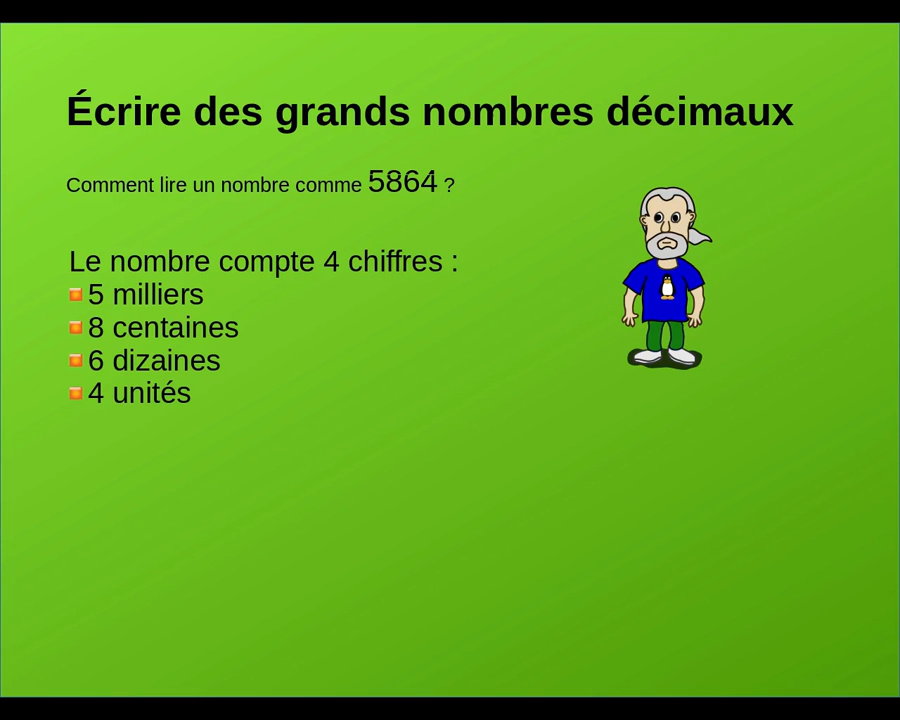 Écrire des grands nombres décimaux
Comment lire un nombre comme 5864 ?
Le nombre compte 4 chiffres :
5 milliers
8 centaines
6 dizaines
4 unités